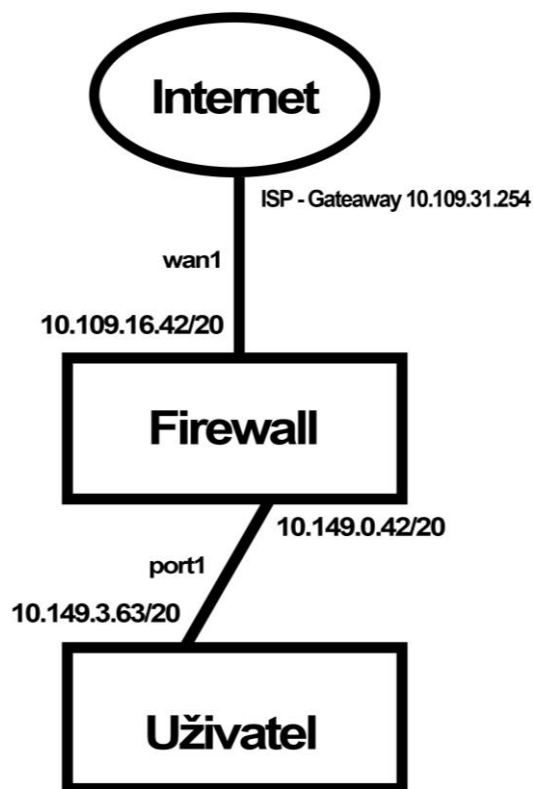 Internet
ISP - Gateaway 10.109.31.254
wan1
10.109.16.42/20
Firewall
10.149.0.42/20
port1
10.149.3.63/20
Uživatel